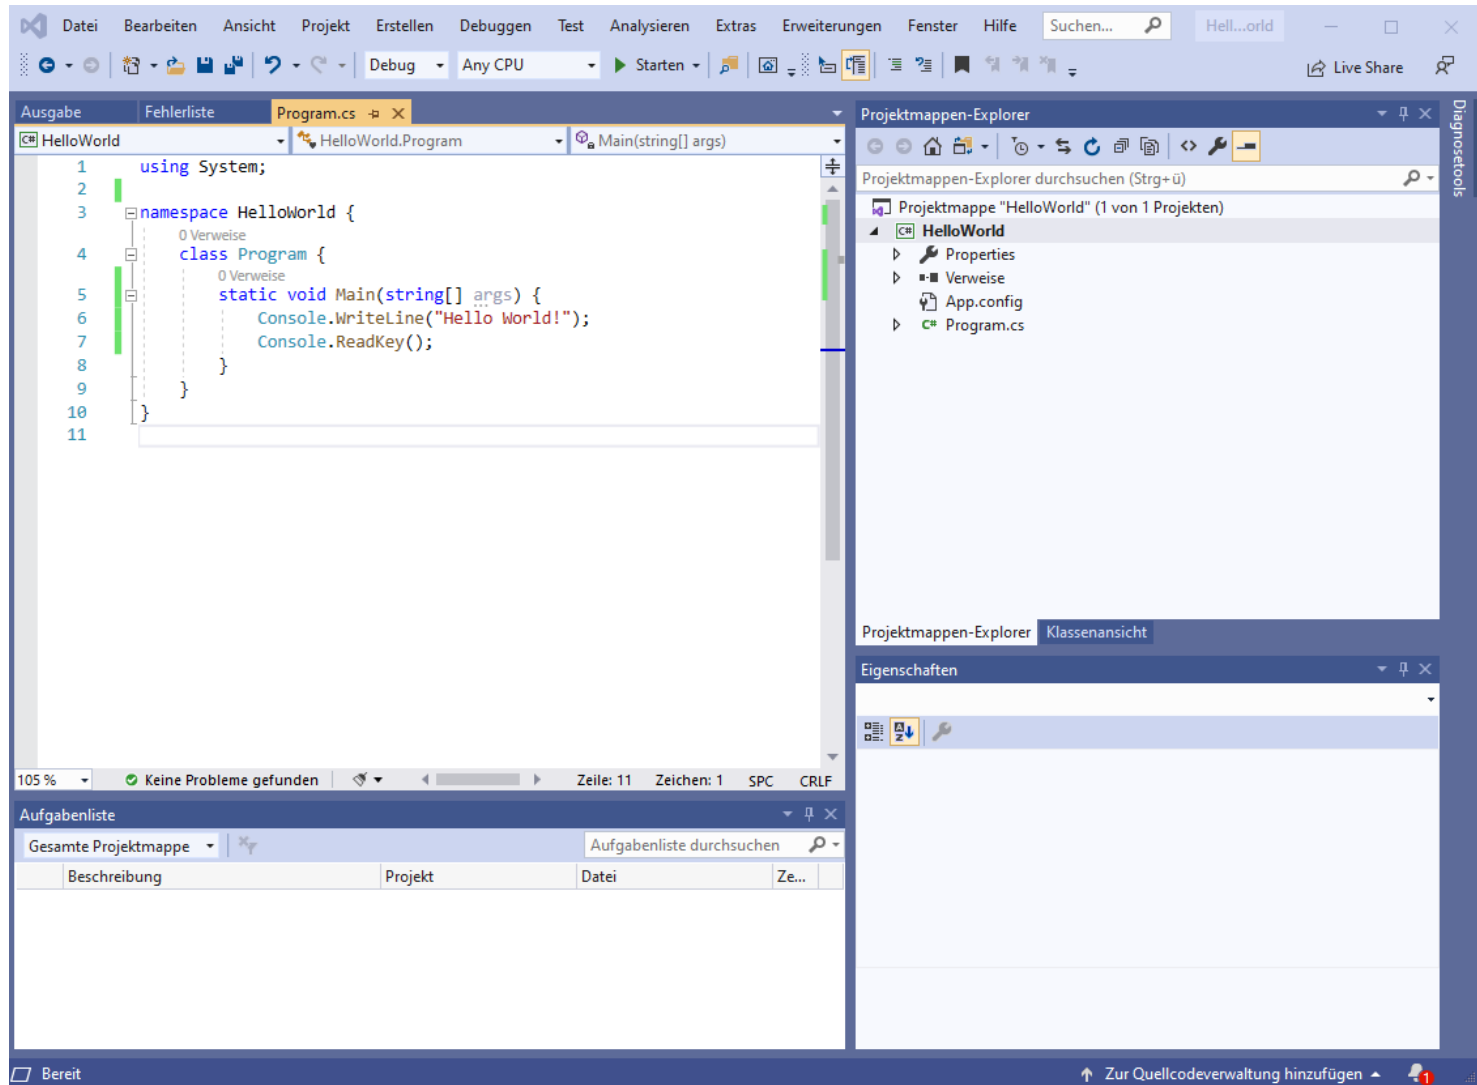 Datei Bearbeiten Ansicht Projekt Erstellen Debuggen Test Analysieren Extras Erweiterungen Fenster Hilfe Suchen... Hell...orld
Debug Any CPU Starten Live Share
Ausgabe Fehlerliste Program.cs
C# HelloWorld HelloWorld.Program Main(string[] args)
1 using System;
2
3 namespace HelloWorld {
0 Verweise
4 class Program {
0 Verweise
5 static void Main(string[] args) {
6 Console.WriteLine("Hello World!");
7 Console.ReadKey();
8 }
9 }
10 }
11
105 % Keine Probleme gefunden Zeile: 11 Zeichen: 1 SPC CRLF
Aufgabenliste
Gesamte Projektmappe Aufgabenliste durchsuchen
Beschreibung Projekt Datei Ze...
Projektmappen-Explorer
Projektmappen-Explorer durchsuchen (Strg+ü)
Projektmappe "HelloWorld" (1 von 1 Projekten)
C# HelloWorld
Properties
Verweise
App.config
C# Program.cs
Projektmappen-Explorer Klassenansicht
Eigenschaften
Diagnosetools
Bereit Zur Quellcodeverwaltung hinzufügen 1